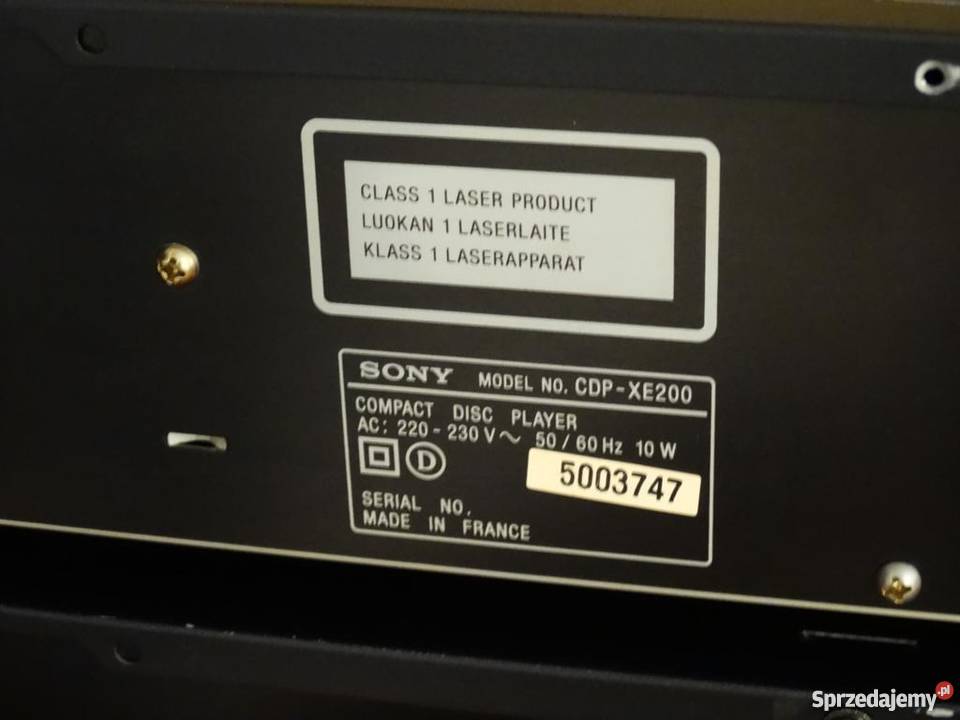 CLASS 1 LASER PRODUCT
LUOKAN 1 LASERLAITE
KLASS 1 LASERAPPARAT
SONY MODEL NO. CDP-XE200
COMPACT DISC PLAYER
AC: 220 - 230 V ~ 50 / 60 Hz 10 W
D
5003747
SERIAL NO.
MADE IN FRANCE
Sprzedajemy.pl